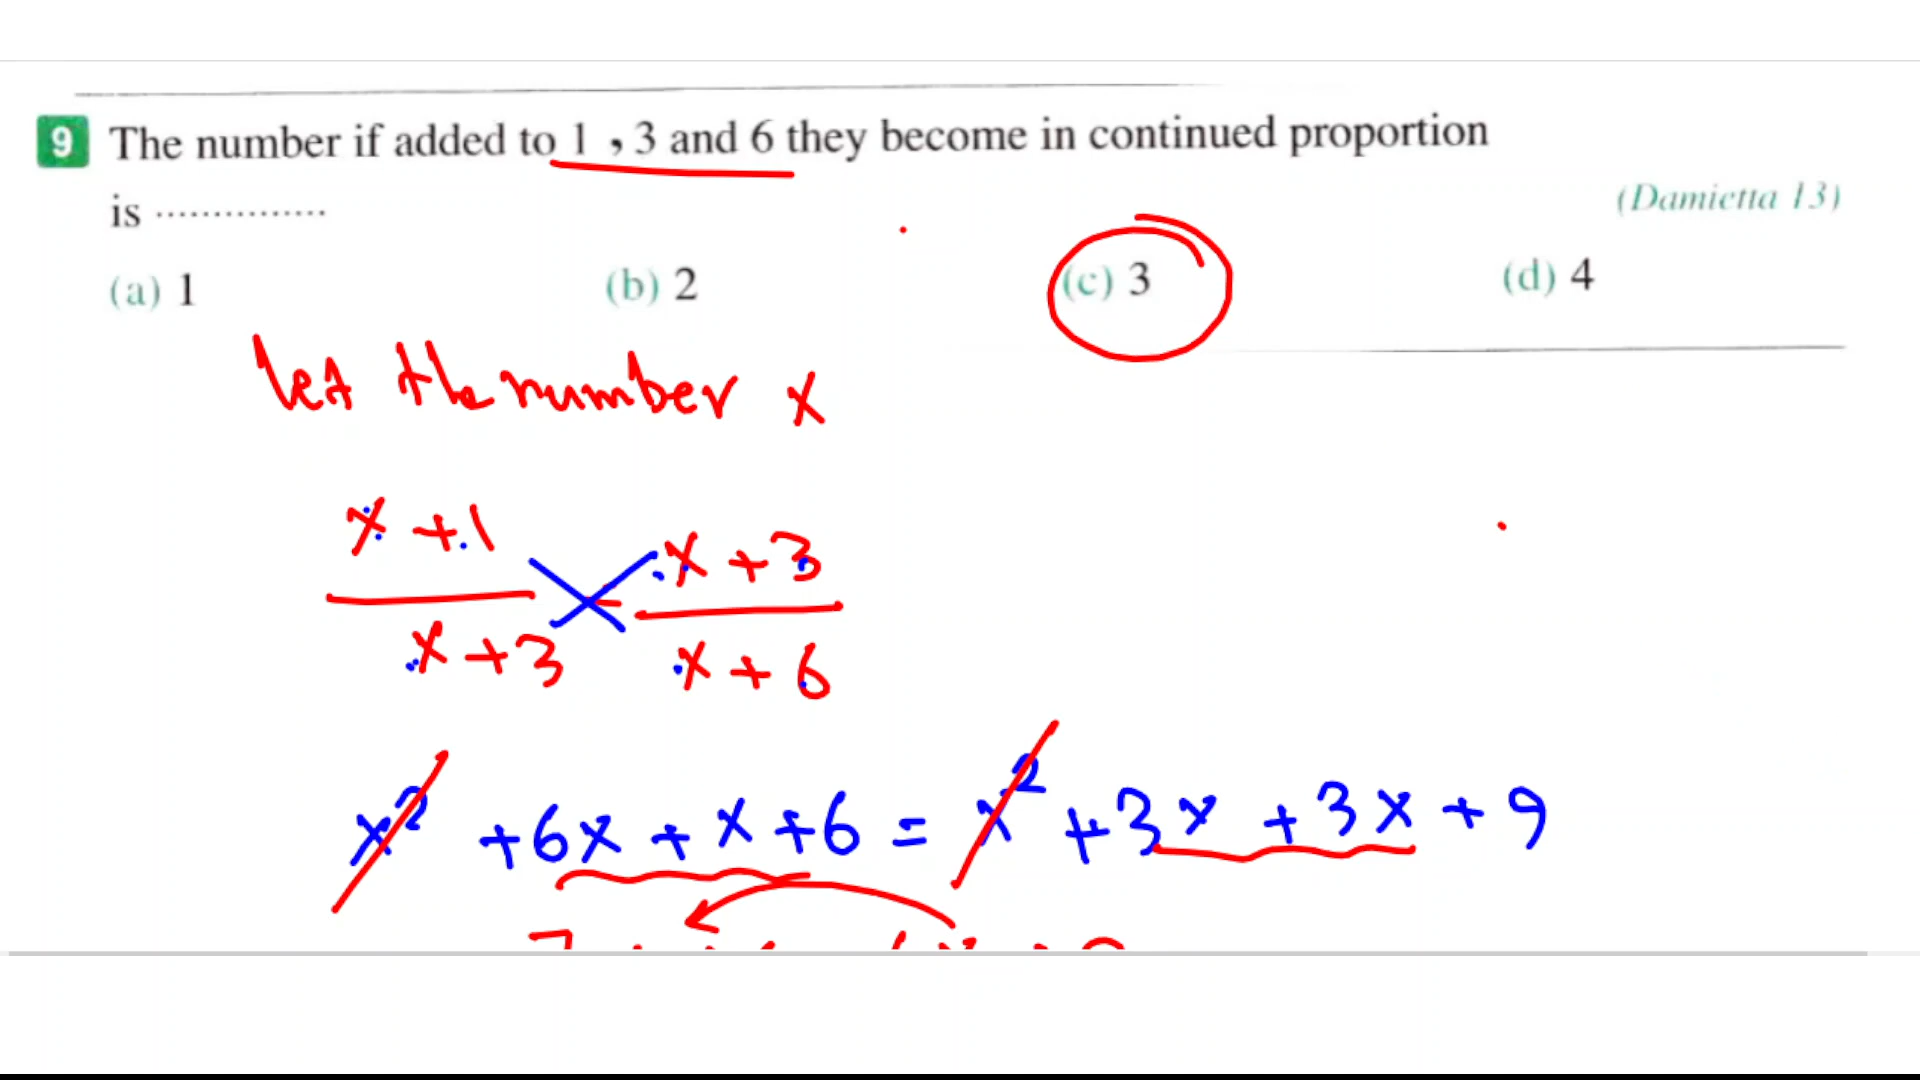 9 The number if added to 1 , 3 and 6 they become in continued proportion
is ...............
(Damietta 13)
(a) 1 (b) 2 (c) 3 (d) 4
let the number x
x + 1 = x + 3
x + 3 x + 6
x² + 6x + x + 6 = x² + 3x + 3x + 9